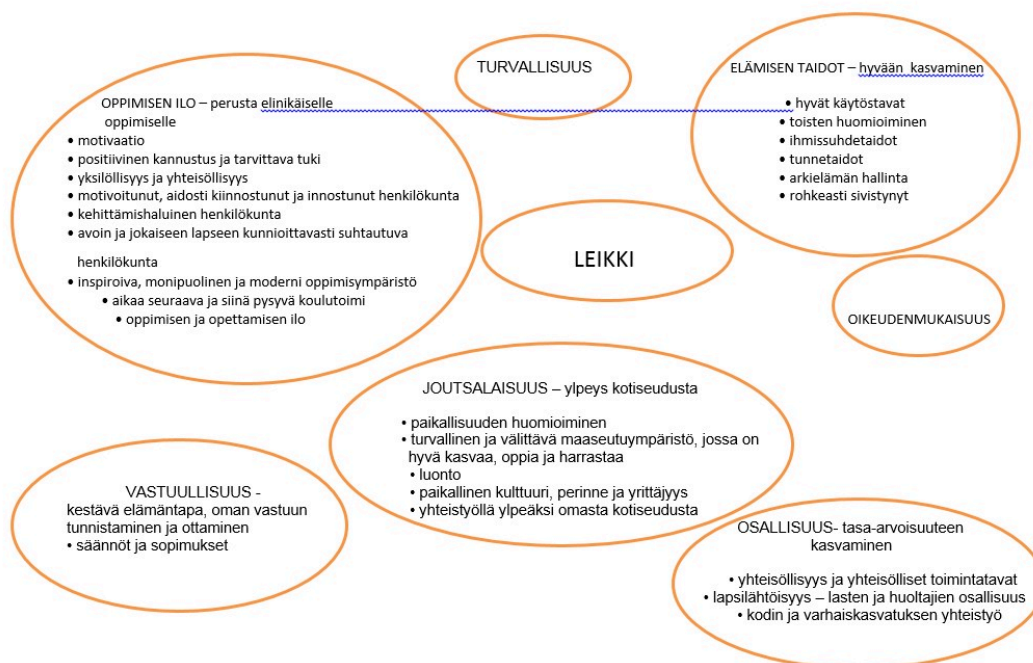 TURVALLISUUS
ELÄMISEN TAIDOT – hyvään kasvaminen
• hyvät käytöstavat
• toisten huomioiminen
• ihmissuhdetaidot
• tunnetaidot
• arkielämän hallinta
• rohkeasti sivistynyt
OPPIMISEN ILO – perusta elinikäiselle
oppimiselle
• motivaatio
• positiivinen kannustus ja tarvittava tuki
• yksilöllisyys ja yhteisöllisyys
• motivoitunut, aidosti kiinnostunut ja innostunut henkilökunta
• kehittämishaluinen henkilökunta
• avoin ja jokaiseen lapseen kunnioittavasti suhtautuva
henkilökunta
• inspiroiva, monipuolinen ja moderni oppimisympäristö
• aikaa seuraava ja siinä pysyvä koulutoimi
• oppimisen ja opettamisen ilo
LEIKKI
OIKEUDENMUKAISUUS
JOUTSALAISUUS – ylpeys kotiseudusta
• paikallisuuden huomioiminen
• turvallinen ja välittävä maaseutuympäristö, jossa on
hyvä kasvaa, oppia ja harrastaa
• luonto
• paikallinen kulttuuri, perinne ja yrittäjyys
• yhteistyöllä ylpeäksi omasta kotiseudusta
VASTUULLISUUS -
kestävä elämäntapa, oman vastuun
tunnistaminen ja ottaminen
• säännöt ja sopimukset
OSALLISUUS- tasa-arvoisuuteen
kasvaminen
• yhteisöllisyys ja yhteisölliset toimintatavat
• lapsilähtöisyys – lasten ja huoltajien osallisuus
• kodin ja varhaiskasvatuksen yhteistyö